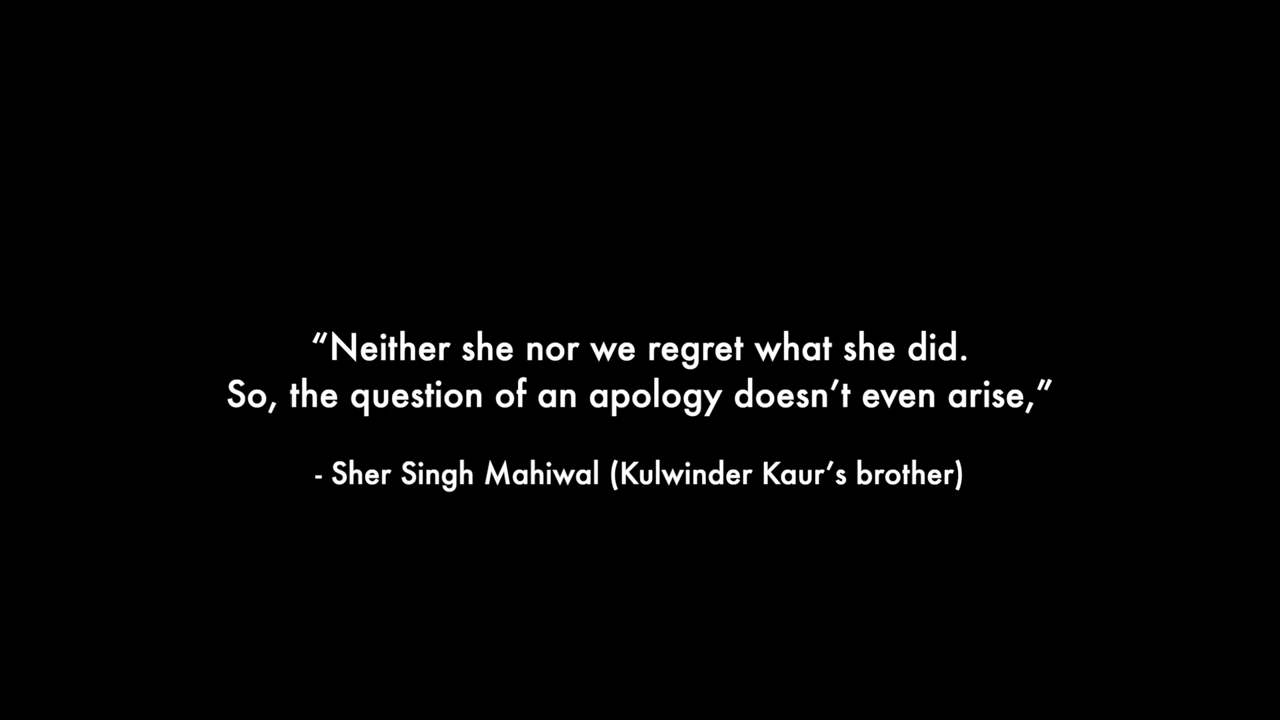 “Neither she nor we regret what she did.
So, the question of an apology doesn’t even arise,”
- Sher Singh Mahiwal (Kulwinder Kaur’s brother)